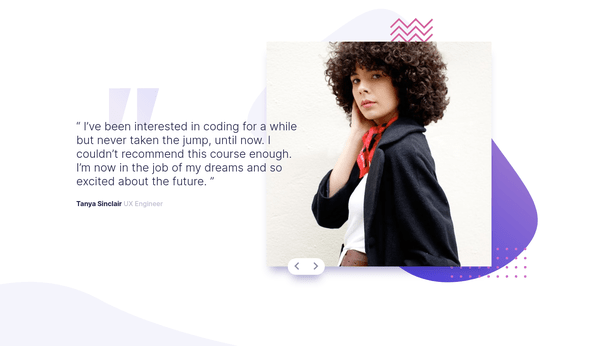 “ I’ve been interested in coding for a while
but never taken the jump, until now. I
couldn’t recommend this course enough.
I’m now in the job of my dreams and so
excited about the future. ”
Tanya Sinclair UX Engineer